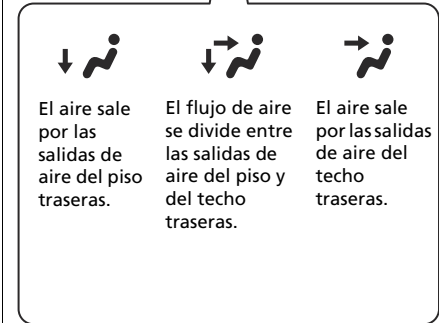 El aire sale
por las
salidas de
aire del piso
traseras.
El flujo de aire
se divide entre
las salidas de
aire del piso y
del techo
traseras.
El aire sale
por las salidas
de aire del
techo
traseras.